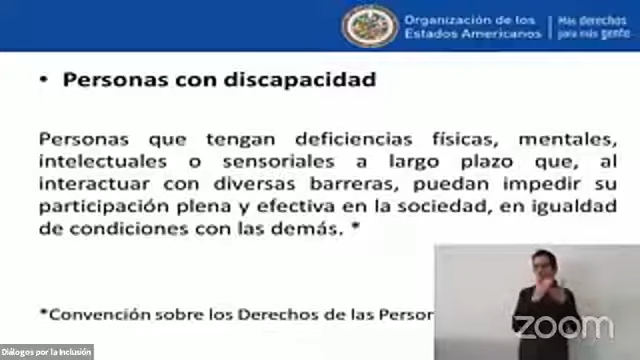 Organización de los
Estados Americanos
Más derechos
para más gente
• Personas con discapacidad
Personas que tengan deficiencias físicas, mentales,
intelectuales o sensoriales a largo plazo que, al
interactuar con diversas barreras, puedan impedir su
participación plena y efectiva en la sociedad, en igualdad
de condiciones con las demás. *
*Convención sobre los Derechos de las Person
zoom
Diálogos por la Inclusión